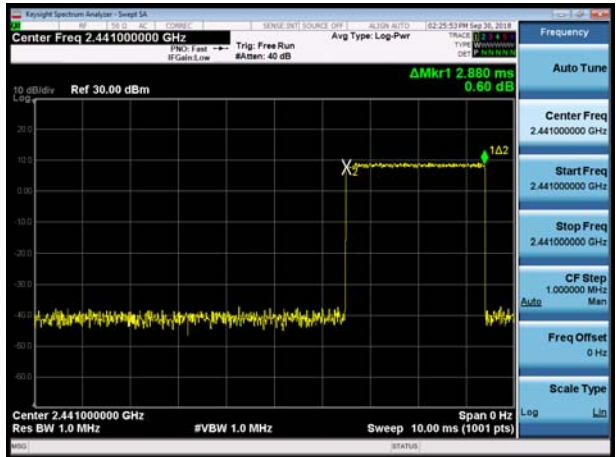 Keysight Spectrum Analyzer - Swept SA
RF 50 Ω AC CORREC SENSE:INT SOURCE OFF ALIGN AUTO 02:25:53 PM Sep 30, 2018
Center Freq 2.441000000 GHz
PNO: Fast
IFGain:Low
Trig: Free Run
#Atten: 40 dB
Avg Type: Log-Pwr
TRACE 1 2 3 4 5 6
TYPE
DET P N N N N N
Frequency
ΔMkr1 2.880 ms
0.60 dB
10 dB/div Ref 30.00 dBm
Log
20.0
10.0
0.00
-10.0
-20.0
-30.0
-40.0
-50.0
-60.0
X2
1Δ2
Center 2.441000000 GHz
Span 0 Hz
Res BW 1.0 MHz
#VBW 1.0 MHz
Sweep 10.00 ms (1001 pts)
Auto Tune
Center Freq
2.441000000 GHz
Start Freq
2.441000000 GHz
Stop Freq
2.441000000 GHz
CF Step
1.000000 MHz
Auto Man
Freq Offset
0 Hz
Scale Type
Log Lin
MSG
STATUS